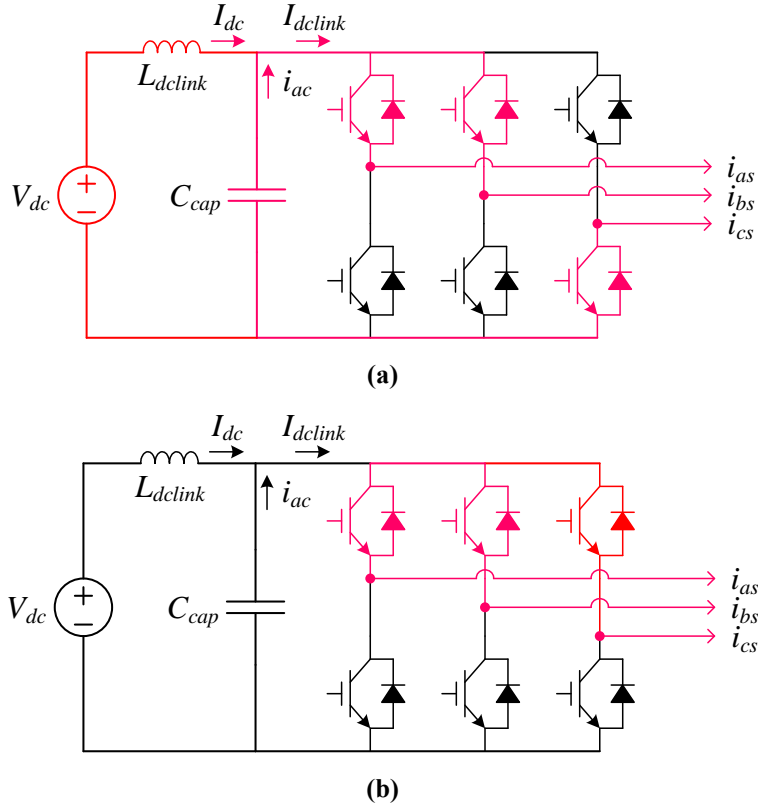 I_dc I_dclink
L_dclink i_ac
i_as
V_dc + − C_cap i_bs
i_cs
(a)
I_dc I_dclink
L_dclink i_ac
i_as
V_dc + − C_cap i_bs
i_cs
(b)